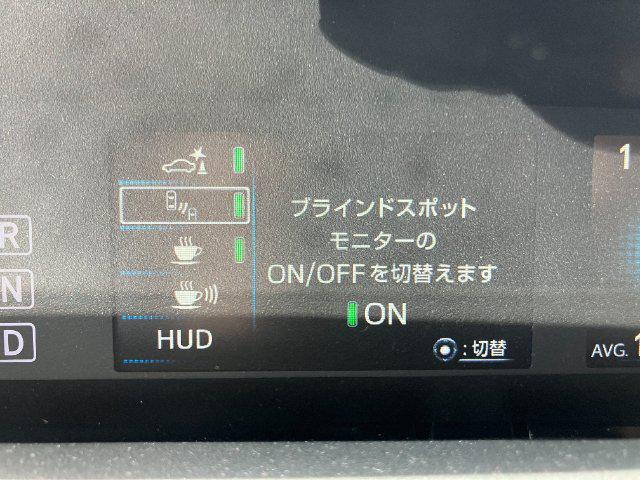 ブラインドスポット
モニターの
ON/OFFを切替えます
ON
HUD
:切替
R
N
D
1
AVG. 1